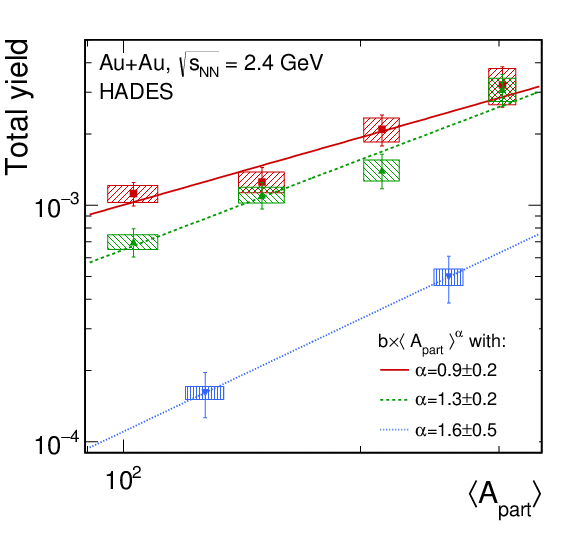 Au+Au, √sNN = 2.4 GeV
HADES
Total yield
10⁻³
10⁻⁴
b×⟨ Apart ⟩^α with:
α=0.9±0.2
α=1.3±0.2
α=1.6±0.5
10²
⟨Apart⟩